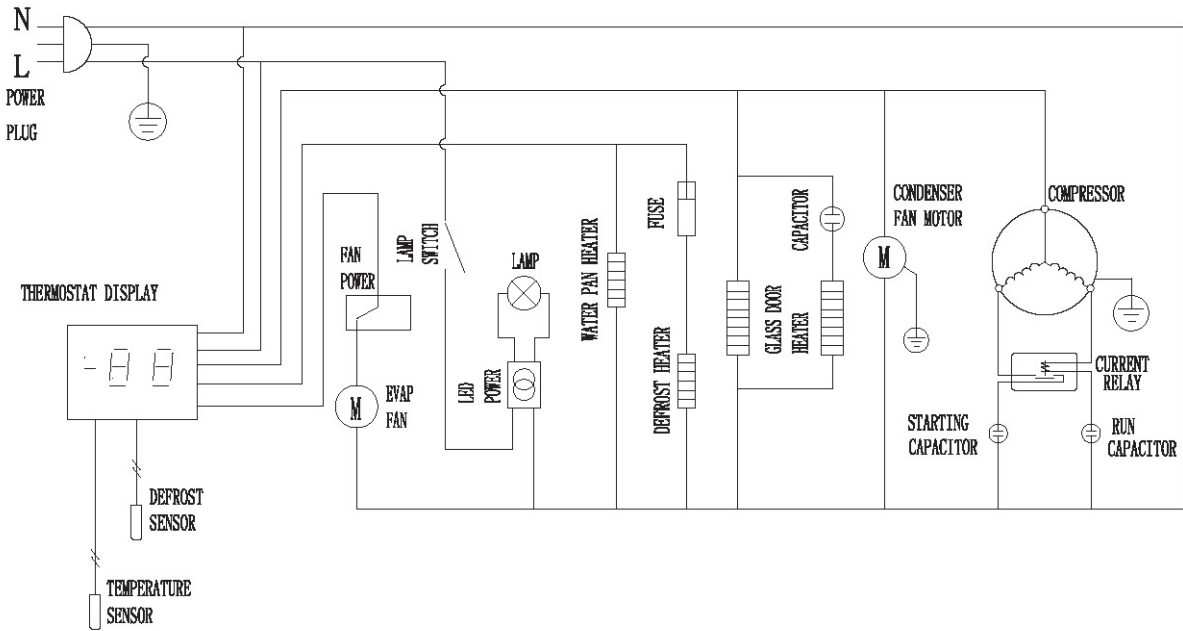 N
L
POWER
PLUG
THERMOSTAT DISPLAY
-88
DEFROST
SENSOR
TEMPERATURE
SENSOR
FAN
POWER
M
EVAP
FAN
LAMP
SWITCH
LAMP
LED
POWER
WATER PAN HEATER
FUSE
DEFROST HEATER
CAPACITOR
GLASS DOOR
HEATER
CONDENSER
FAN MOTOR
M
COMPRESSOR
CURRENT
RELAY
STARTING
CAPACITOR
RUN
CAPACITOR